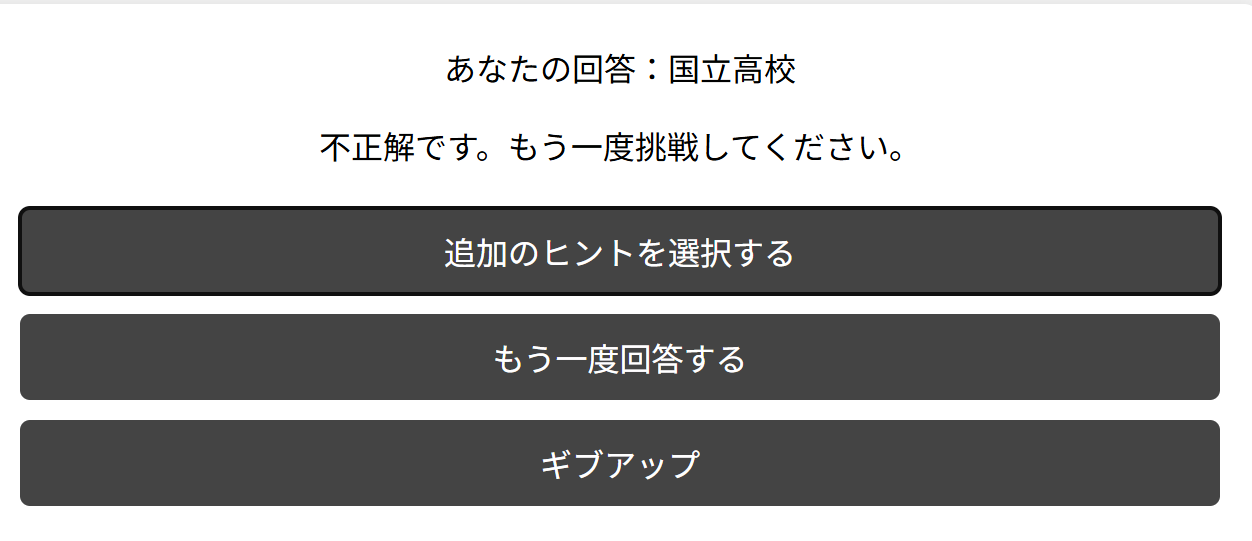 あなたの回答：国立高校
不正解です。もう一度挑戦してください。
追加のヒントを選択する
もう一度回答する
ギブアップ